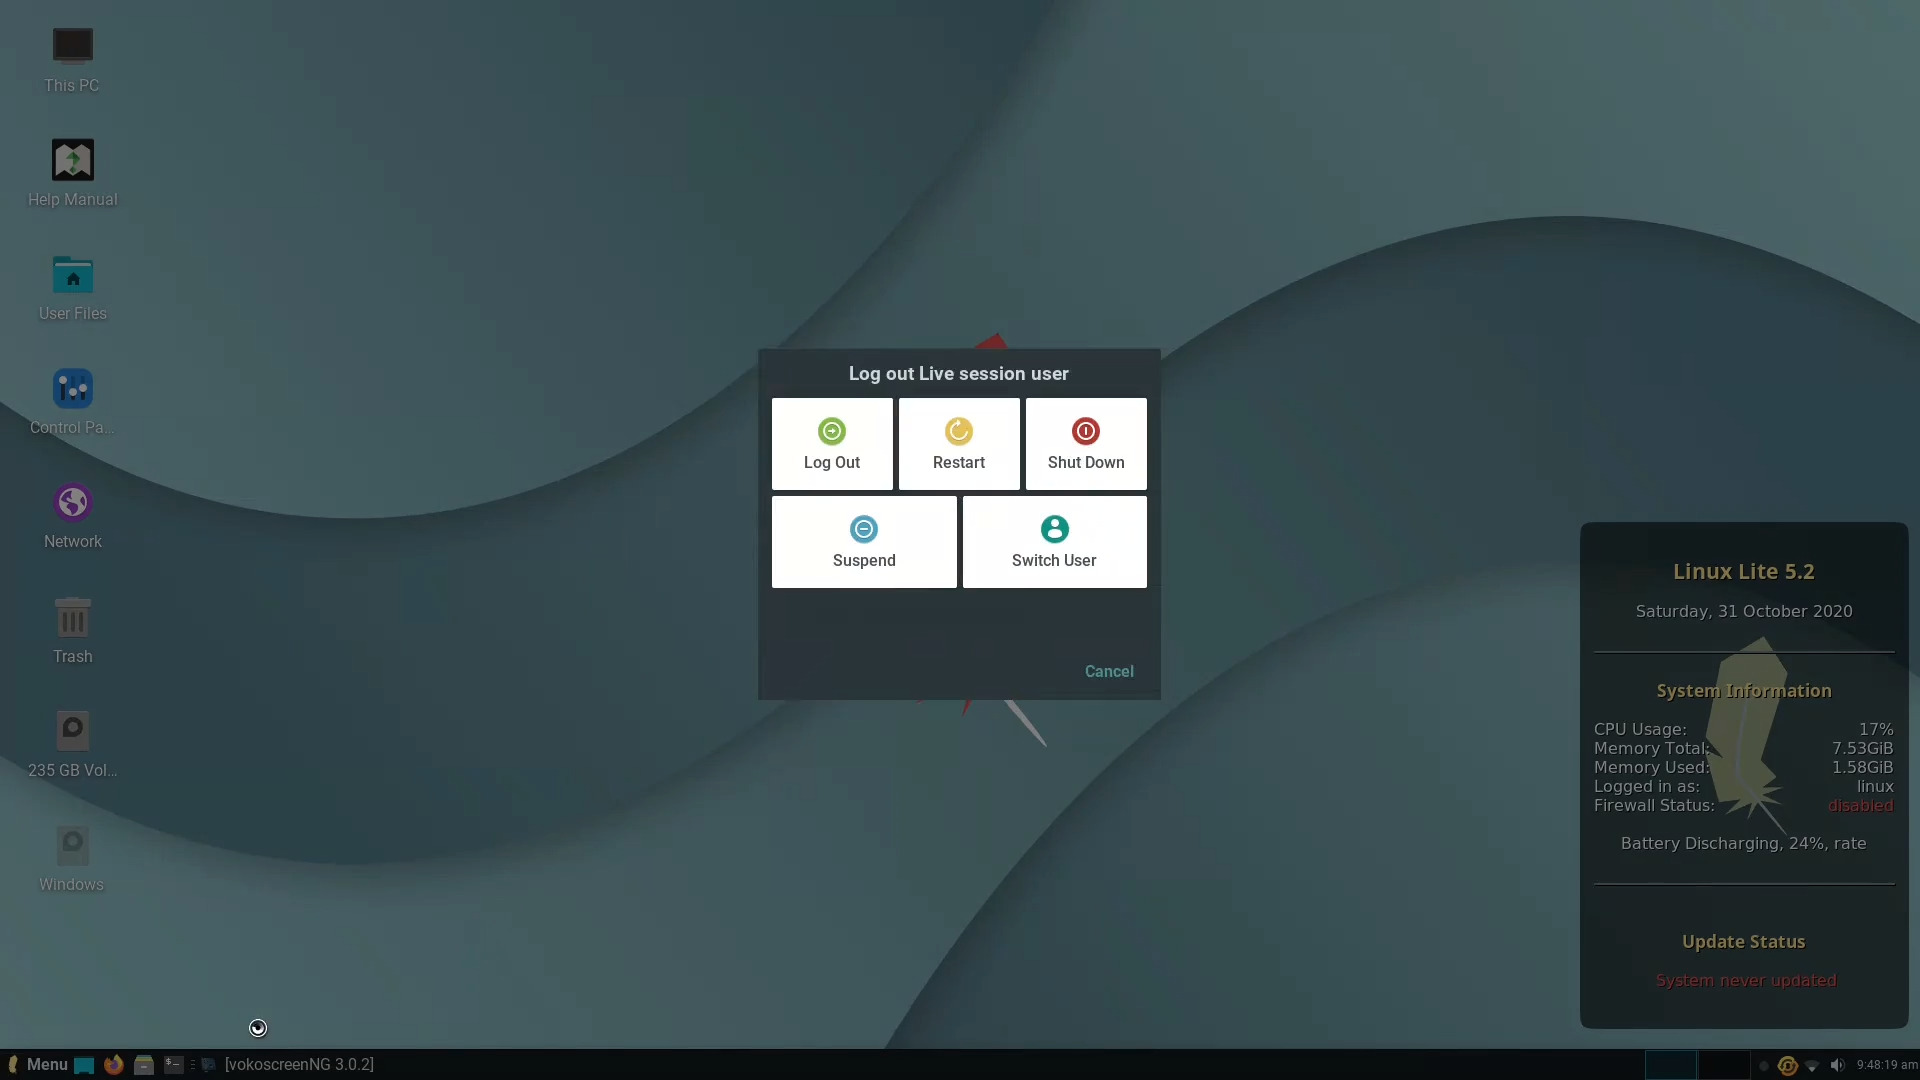 This PC
Help Manual
User Files
Control Pa...
Network
Trash
235 GB Vol...
Windows
Log out Live session user
Log Out
Restart
Shut Down
Suspend
Switch User
Cancel
Linux Lite 5.2
Saturday, 31 October 2020
System Information
CPU Usage: 17%
Memory Total: 7.53GiB
Memory Used: 1.58GiB
Logged in as: linux
Firewall Status: disabled
Battery Discharging, 24%, rate
Update Status
System never updated
Menu [vokoscreenNG 3.0.2] 9:48:19 am